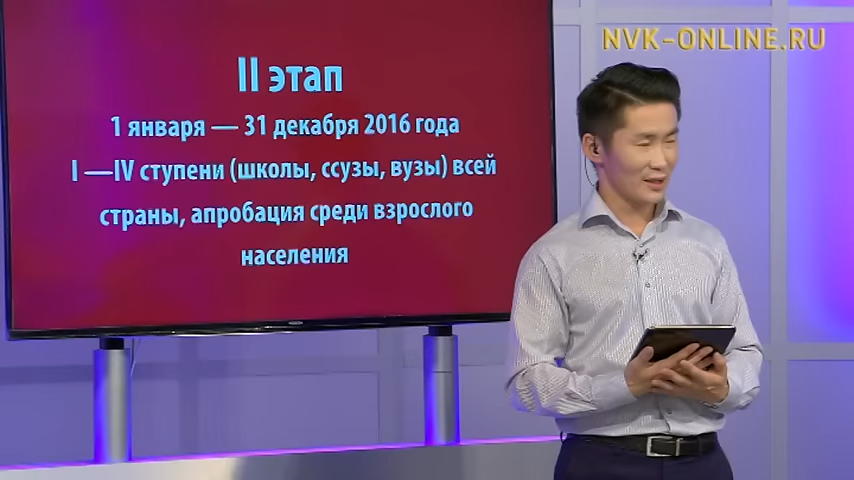 NVK-ONLINE.RU
II этап
1 января — 31 декабря 2016 года
I —IV ступени (школы, ссузы, вузы) всей
страны, апробация среди взрослого
населения